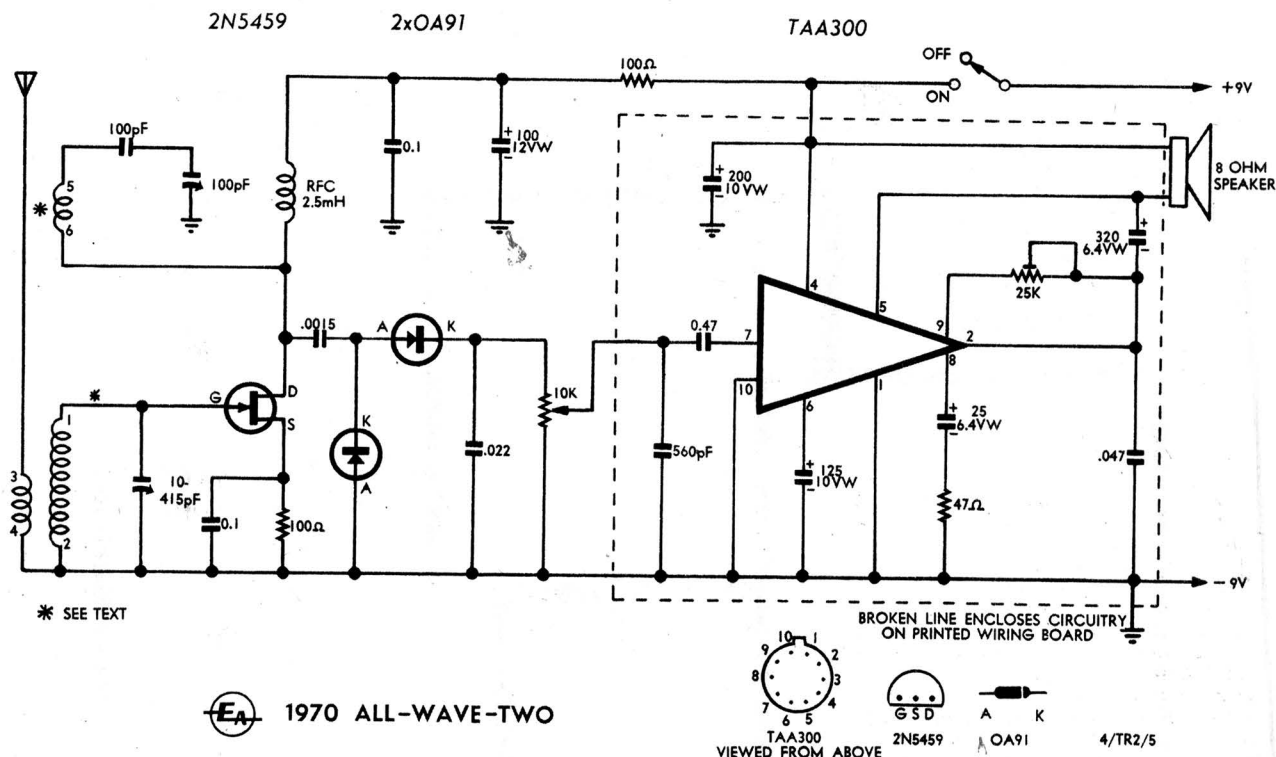 2N5459
2xOA91
TAA300
100Ω
OFF
ON
+9V
100pF
100pF
5
6
*
RFC
2.5mH
0.1
+
100
12VW
-
+
200
10VW
-
8 OHM
SPEAKER
+
320
6.4VW
-
25K
4
5
9
2
8
7
10
6
1
0.47
.0015
A
K
K
A
G
D
S
*
1
2
3
4
10-
415pF
0.1
100Ω
.022
10K
560pF
+
125
10VW
-
+
25
6.4VW
-
47Ω
.047
-9V
* SEE TEXT
BROKEN LINE ENCLOSES CIRCUITRY
ON PRINTED WIRING BOARD
EA
1970 ALL-WAVE-TWO
10
1
2
3
4
5
6
7
8
9
TAA300
VIEWED FROM ABOVE
G S D
2N5459
A K
OA91
4/TR2/5